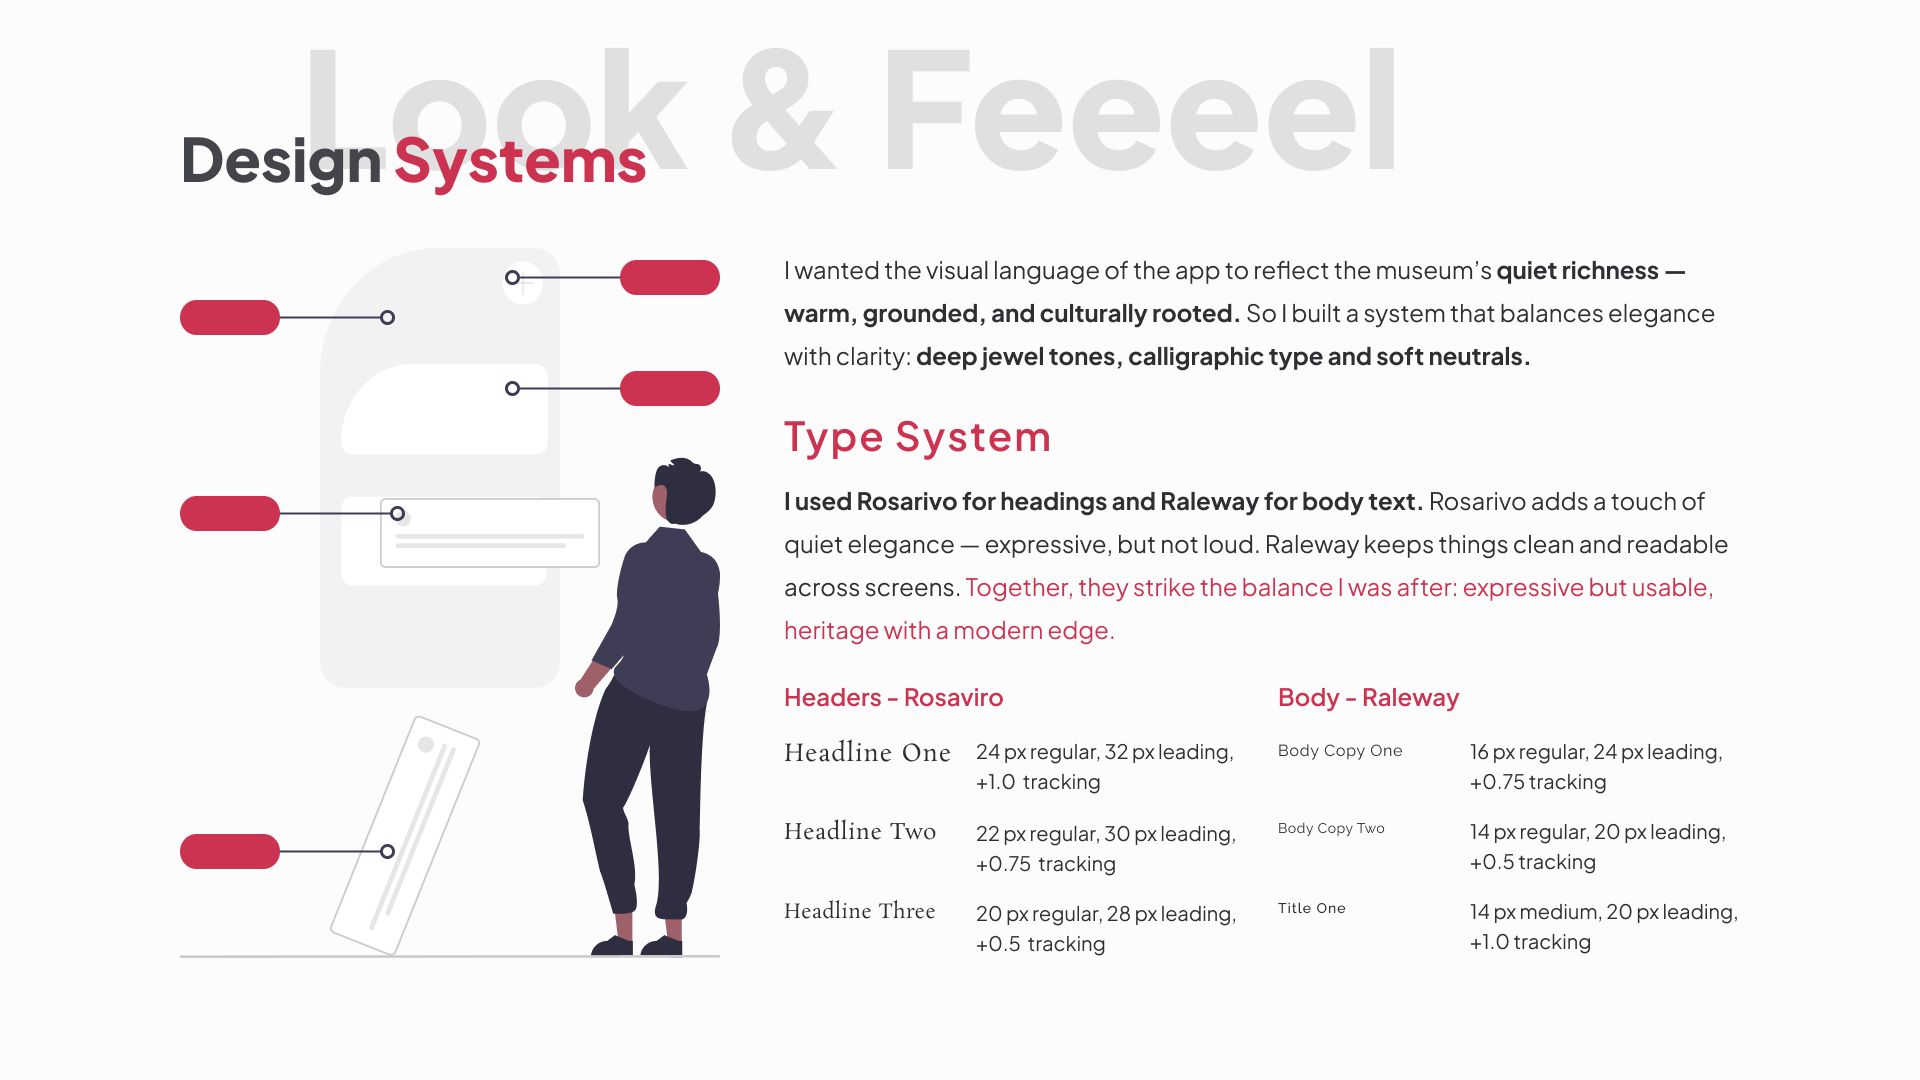 Look & Feeeel
Design Systems
I wanted the visual language of the app to reflect the museum’s quiet richness —
warm, grounded, and culturally rooted. So I built a system that balances elegance
with clarity: deep jewel tones, calligraphic type and soft neutrals.
Type System
I used Rosarivo for headings and Raleway for body text. Rosarivo adds a touch of
quiet elegance — expressive, but not loud. Raleway keeps things clean and readable
across screens. Together, they strike the balance I was after: expressive but usable,
heritage with a modern edge.
Headers - Rosaviro
Headline One
24 px regular, 32 px leading,
+1.0 tracking
Headline Two
22 px regular, 30 px leading,
+0.75 tracking
Headline Three
20 px regular, 28 px leading,
+0.5 tracking
Body - Raleway
Body Copy One
16 px regular, 24 px leading,
+0.75 tracking
Body Copy Two
14 px regular, 20 px leading,
+0.5 tracking
Title One
14 px medium, 20 px leading,
+1.0 tracking